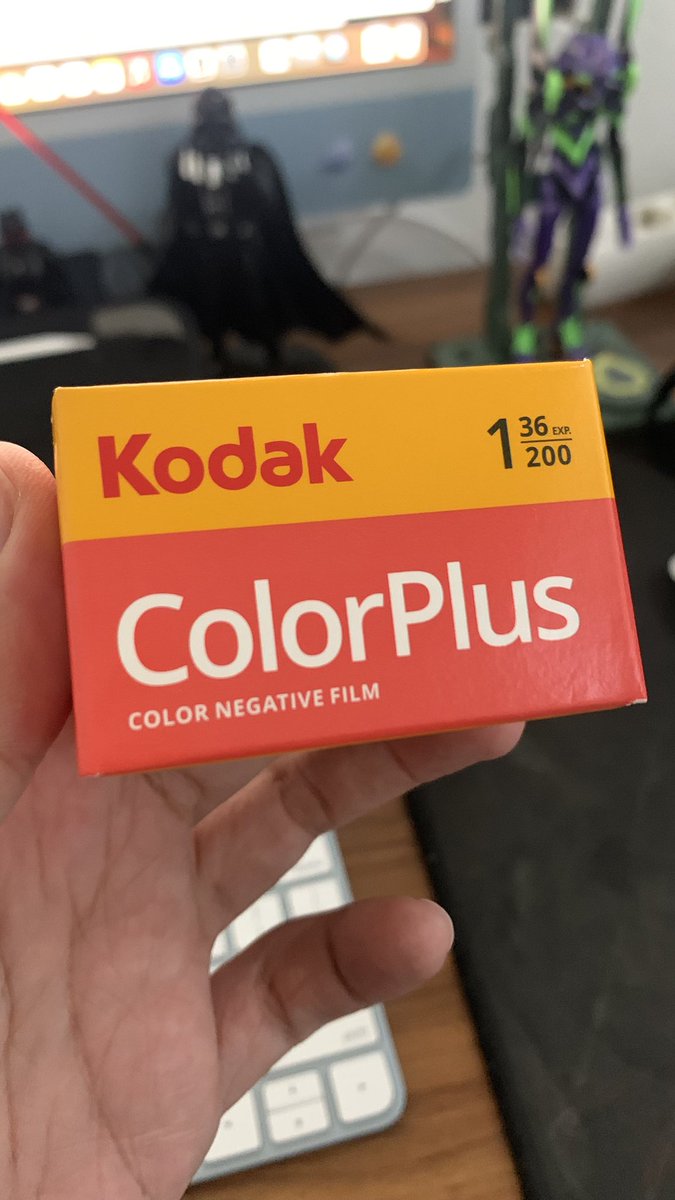 Kodak
1 36 EXP.
200
ColorPlus
COLOR NEGATIVE FILM